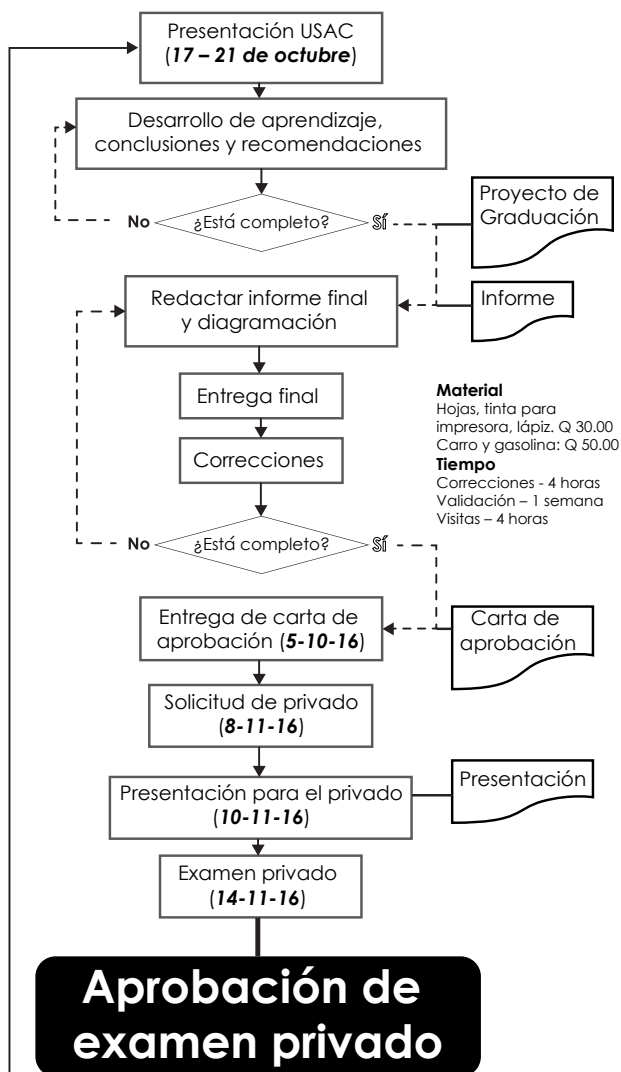 Presentación USAC
(17 – 21 de octubre)
Desarrollo de aprendizaje,
conclusiones y recomendaciones
No
¿Está completo?
Sí
Proyecto de
Graduación
Redactar informe final
y diagramación
Informe
Entrega final
Correcciones
Material
Hojas, tinta para
impresora, lápiz. Q 30.00
Carro y gasolina: Q 50.00
Tiempo
Correcciones - 4 horas
Validación – 1 semana
Visitas – 4 horas
No
¿Está completo?
Sí
Entrega de carta de
aprobación (5-10-16)
Carta de
aprobación
Solicitud de privado
(8-11-16)
Presentación para el privado
(10-11-16)
Presentación
Examen privado
(14-11-16)
Aprobación de
examen privado